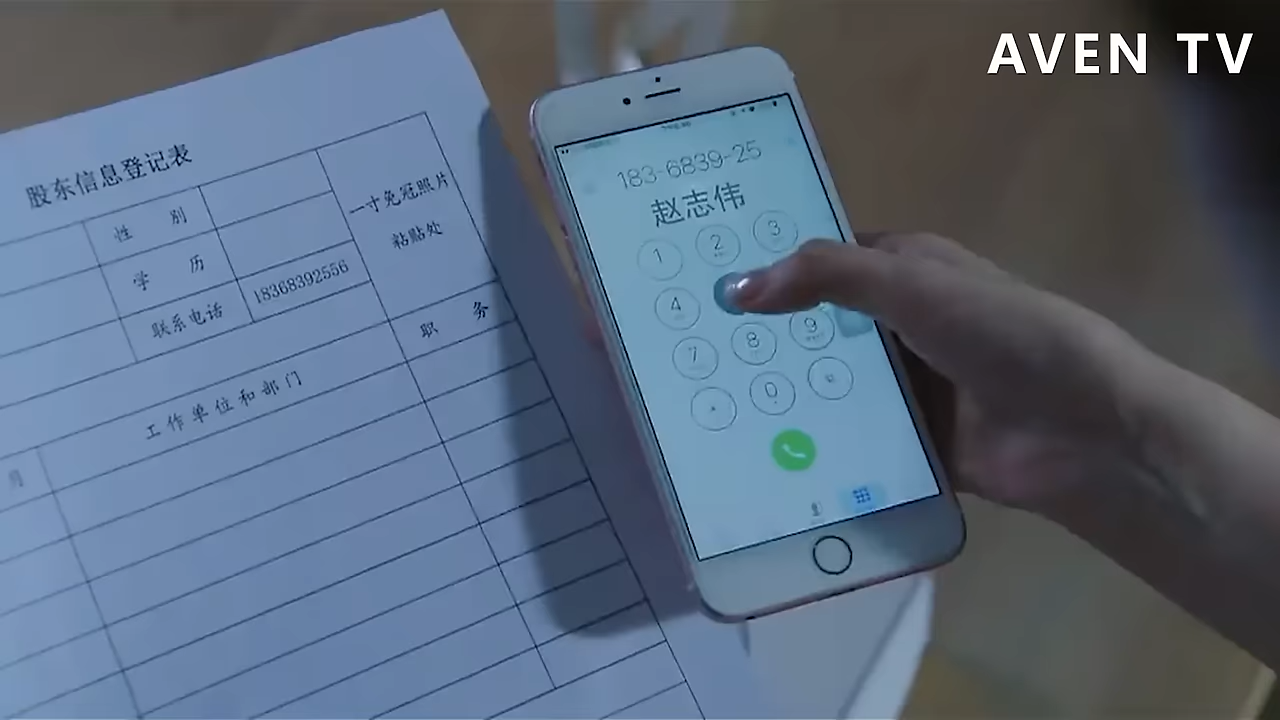 AVEN TV
股东信息登记表
性 别
学 历
联系电话
18368392556
一寸免冠照片
粘贴处
工作单位和部门
职 务
月
183-6839-25
赵志伟
1
2
3
4
7
8
9
0